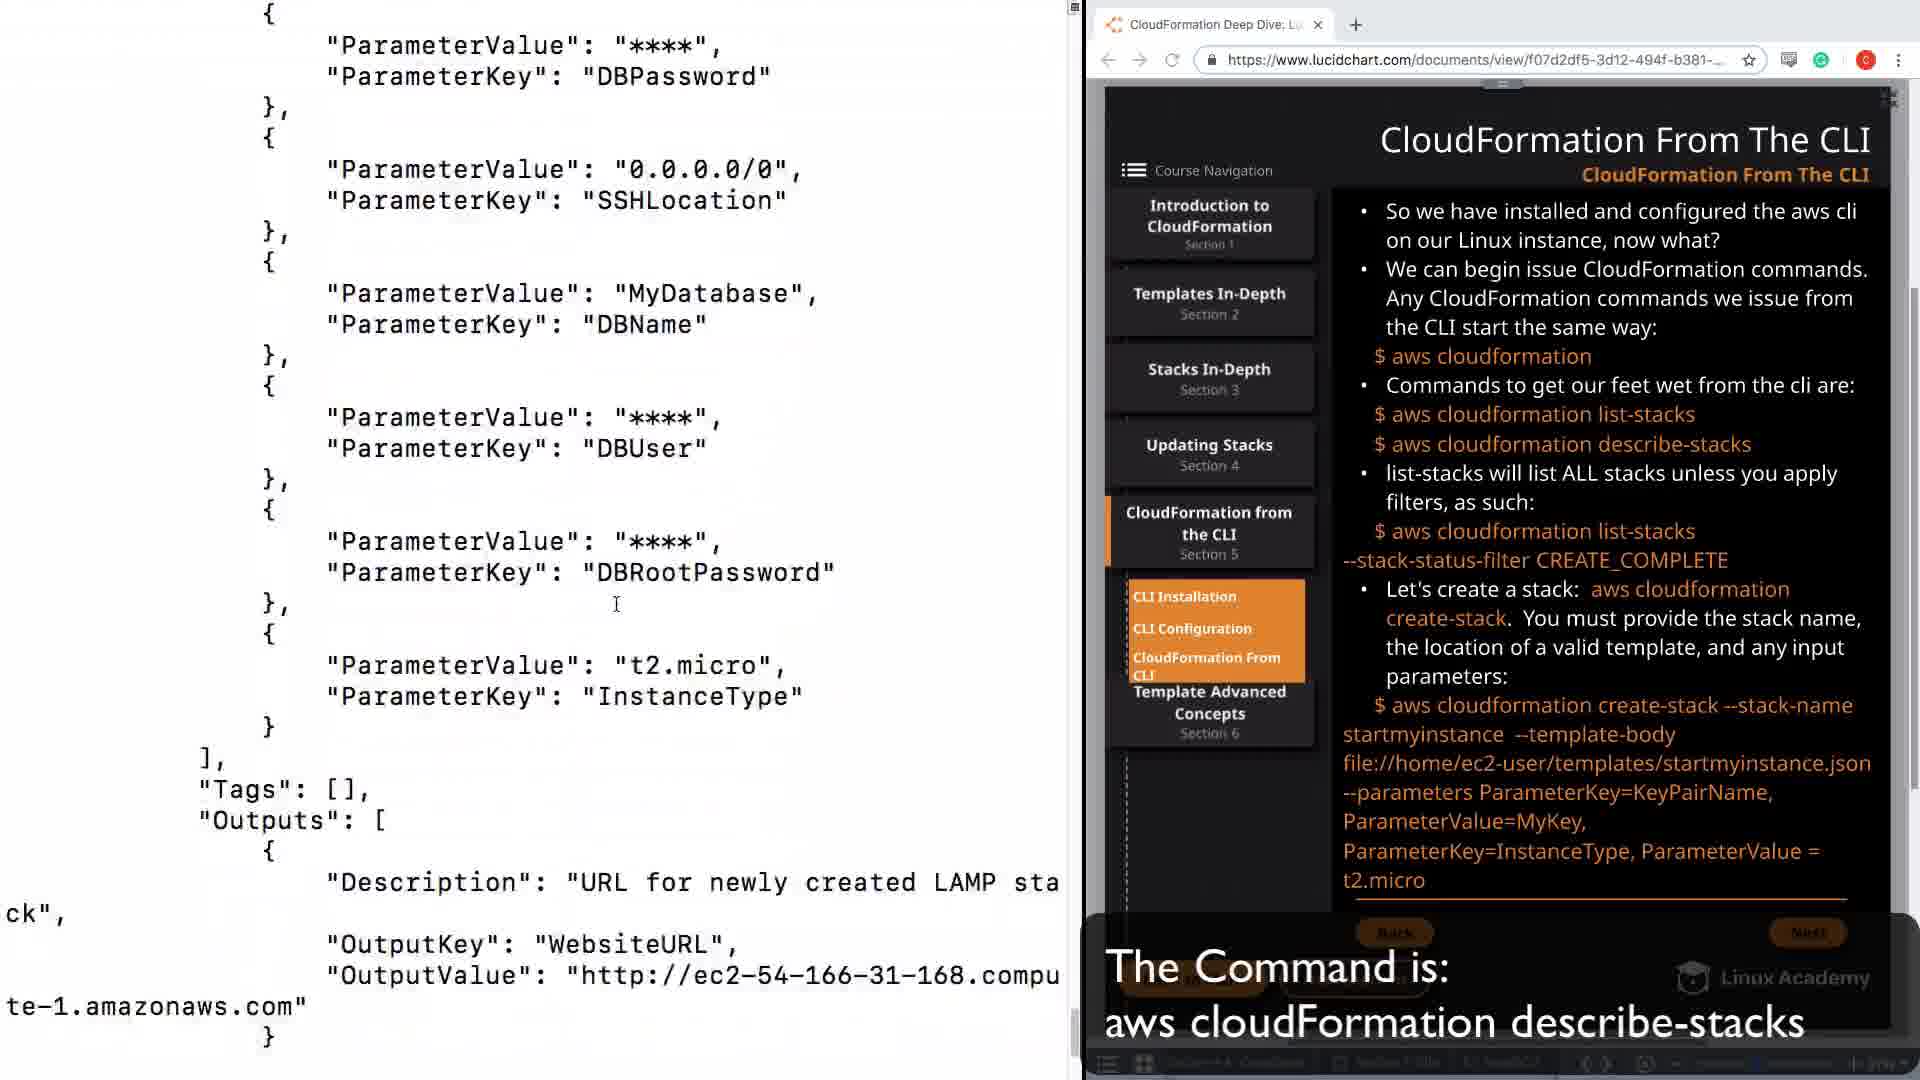 {
"ParameterValue": "****",
"ParameterKey": "DBPassword"
},
{
"ParameterValue": "0.0.0.0/0",
"ParameterKey": "SSHLocation"
},
{
"ParameterValue": "MyDatabase",
"ParameterKey": "DBName"
},
{
"ParameterValue": "****",
"ParameterKey": "DBUser"
},
{
"ParameterValue": "****",
"ParameterKey": "DBRootPassword"
},
{
"ParameterValue": "t2.micro",
"ParameterKey": "InstanceType"
}
],
"Tags": [],
"Outputs": [
{
"Description": "URL for newly created LAMP sta
ck",
"OutputKey": "WebsiteURL",
"OutputValue": "http://ec2-54-166-31-168.compu
te-1.amazonaws.com"
}
CloudFormation Deep Dive: Lu
https://www.lucidchart.com/documents/view/f07d2df5-3d12-494f-b381-...
C
CloudFormation From The CLI
CloudFormation From The CLI
Course Navigation
Introduction to
CloudFormation
Section 1
Templates In-Depth
Section 2
Stacks In-Depth
Section 3
Updating Stacks
Section 4
CloudFormation from
the CLI
Section 5
CLI Installation
CLI Configuration
CloudFormation From
CLI
Template Advanced
Concepts
Section 6
• So we have installed and configured the aws cli
on our Linux instance, now what?
• We can begin issue CloudFormation commands.
Any CloudFormation commands we issue from
the CLI start the same way:
$ aws cloudformation
• Commands to get our feet wet from the cli are:
$ aws cloudformation list-stacks
$ aws cloudformation describe-stacks
• list-stacks will list ALL stacks unless you apply
filters, as such:
$ aws cloudformation list-stacks
--stack-status-filter CREATE_COMPLETE
• Let's create a stack: aws cloudformation
create-stack. You must provide the stack name,
the location of a valid template, and any input
parameters:
$ aws cloudformation create-stack --stack-name
startmyinstance --template-body
file://home/ec2-user/templates/startmyinstance.json
--parameters ParameterKey=KeyPairName,
ParameterValue=MyKey,
ParameterKey=InstanceType, ParameterValue =
t2.micro
Back
Next
Linux Academy
The Command is:
aws cloudFormation describe-stacks